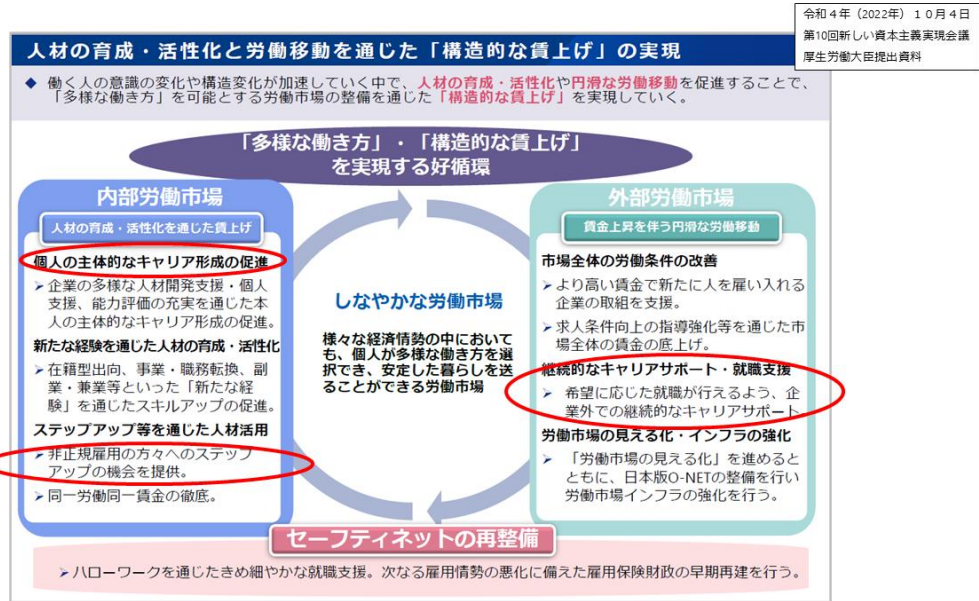 令和４年（2022年）１０月４日
第10回新しい資本主義実現会議
厚生労働大臣提出資料
人材の育成・活性化と労働移動を通じた「構造的な賃上げ」の実現
◆ 働く人の意識の変化や構造変化が加速していく中で、人材の育成・活性化や円滑な労働移動を促進することで、
「多様な働き方」を可能とする労働市場の整備を通じた「構造的な賃上げ」を実現していく。
「多様な働き方」・「構造的な賃上げ」
を実現する好循環
内部労働市場
人材の育成・活性化を通じた賃上げ
個人の主体的なキャリア形成の促進
➢企業の多様な人材開発支援・個人
支援、能力評価の充実を通じた本
人の主体的なキャリア形成の促進。
新たな経験を通じた人材の育成・活性化
➢在籍型出向、事業・職務転換、副
業・兼業等といった「新たな経
験」を通じたスキルアップの促進。
ステップアップ等を通じた人材活用
➢非正規雇用の方々へのステップ
アップの機会を提供。
➢同一労働同一賃金の徹底。
しなやかな労働市場
様々な経済情勢の中において
も、個人が多様な働き方を選
択でき、安定した暮らしを送
ることができる労働市場
外部労働市場
賃金上昇を伴う円滑な労働移動
市場全体の労働条件の改善
➢より高い賃金で新たに人を雇い入れる
企業の取組を支援。
➢求人条件向上の指導強化等を通じた市
場全体の賃金の底上げ。
継続的なキャリアサポート・就職支援
➢ 希望に応じた就職が行えるよう、企
業外での継続的なキャリアサポート
労働市場の見える化・インフラの強化
➢ 「労働市場の見える化」を進めると
ともに、日本版O-NETの整備を行い
労働市場インフラの強化を行う。
セーフティネットの再整備
➢ハローワークを通じたきめ細やかな就職支援。次なる雇用情勢の悪化に備えた雇用保険財政の早期再建を行う。